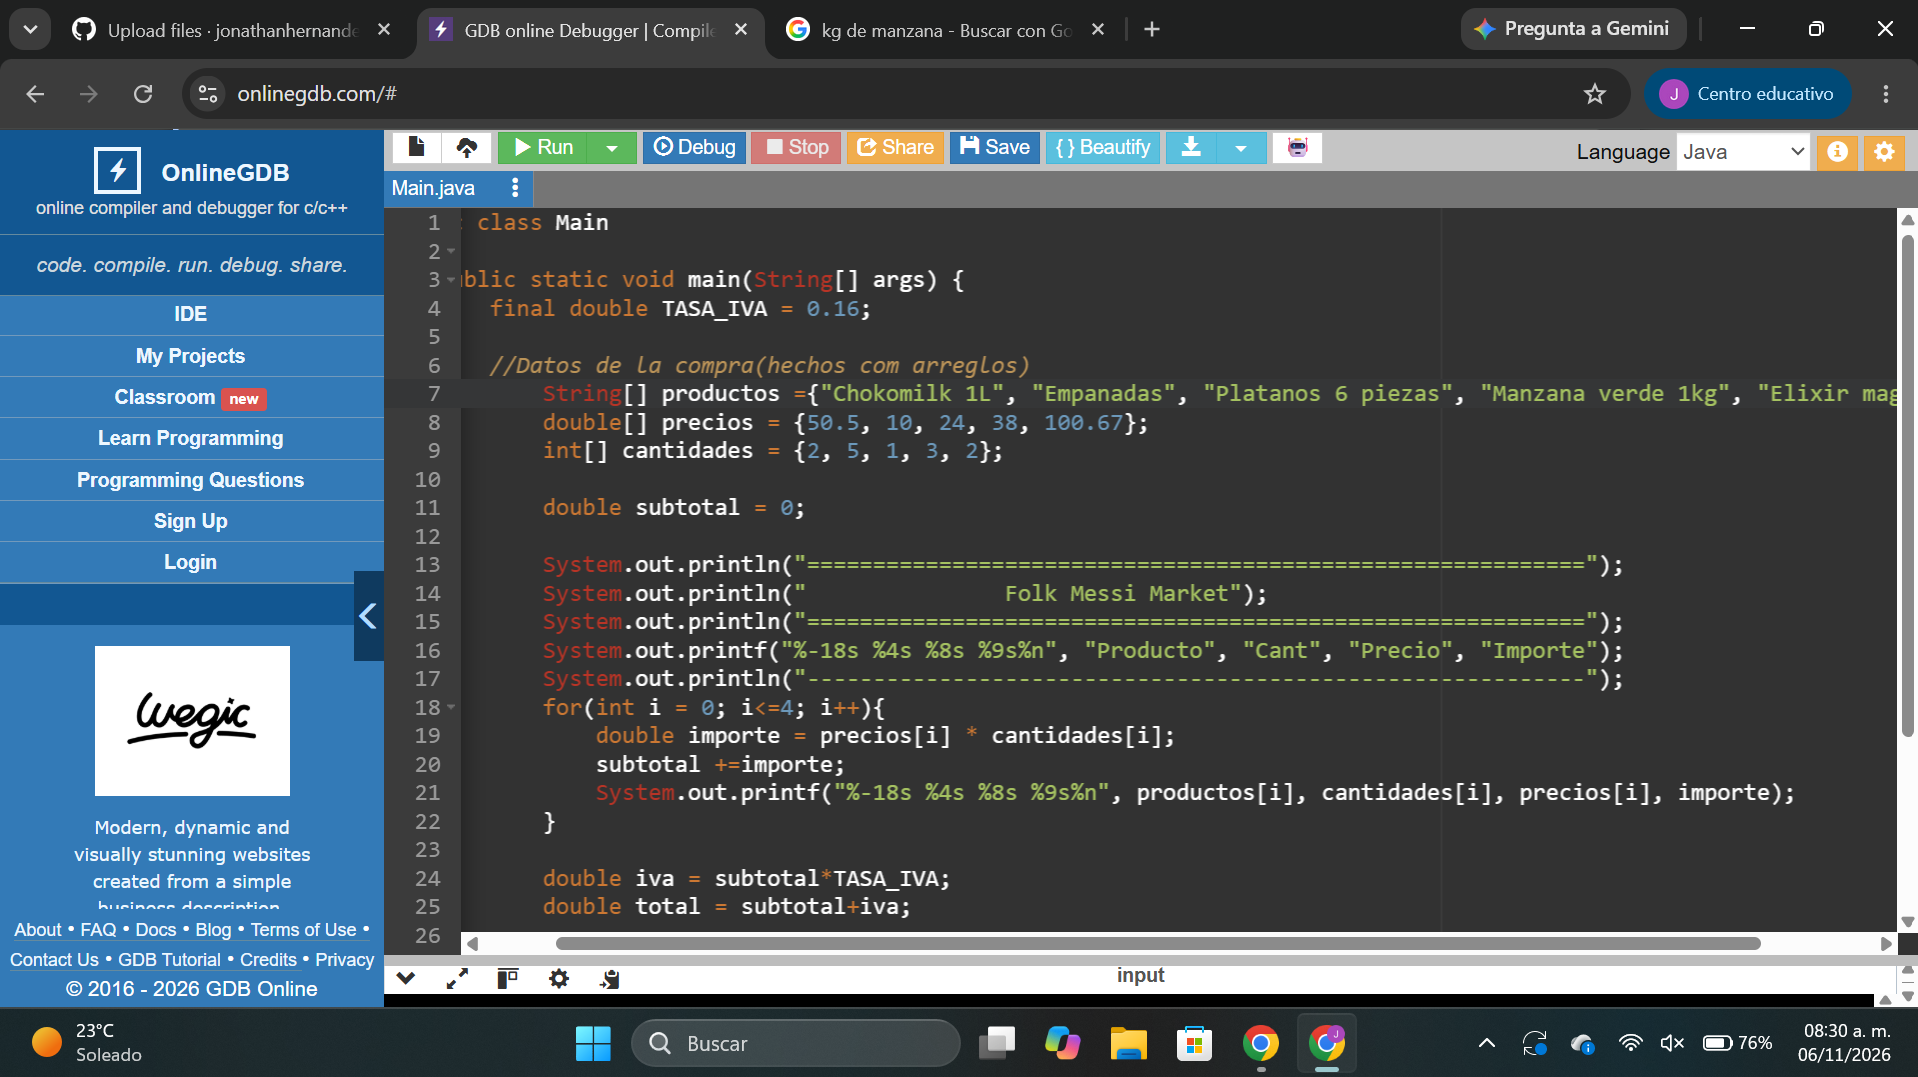 Upload files · jonathanhernande
GDB online Debugger | Compile
kg de manzana - Buscar con Go
Pregunta a Gemini
onlinegdb.com/#
J
Centro educativo
OnlineGDB
online compiler and debugger for c/c++
code. compile. run. debug. share.
IDE
My Projects
Classroom new
Learn Programming
Programming Questions
Sign Up
Login
wegic
Modern, dynamic and
visually stunning websites
created from a simple
business description.
About • FAQ • Docs • Blog • Terms of Use •
Contact Us • GDB Tutorial • Credits • Privacy
© 2016 - 2026 GDB Online
Run Debug Stop Share Save { } Beautify
Language Java
Main.java
1 class Main
2
3 blic static void main(String[] args) {
4 final double TASA_IVA = 0.16;
5
6 //Datos de la compra(hechos com arreglos)
7 String[] productos ={"Chokomilk 1L", "Empanadas", "Platanos 6 piezas", "Manzana verde 1kg", "Elixir mag
8 double[] precios = {50.5, 10, 24, 38, 100.67};
9 int[] cantidades = {2, 5, 1, 3, 2};
10
11 double subtotal = 0;
12
13 System.out.println("===========================================================");
14 System.out.println("               Folk Messi Market");
15 System.out.println("===========================================================");
16 System.out.printf("%-18s %4s %8s %9s%n", "Producto", "Cant", "Precio", "Importe");
17 System.out.println("-----------------------------------------------------------");
18 for(int i = 0; i<=4; i++){
19 double importe = precios[i] * cantidades[i];
20 subtotal +=importe;
21 System.out.printf("%-18s %4s %8s %9s%n", productos[i], cantidades[i], precios[i], importe);
22 }
23
24 double iva = subtotal*TASA_IVA;
25 double total = subtotal+iva;
26
input
23°C
Soleado
Buscar
J
76%
08:30 a. m.
06/11/2026